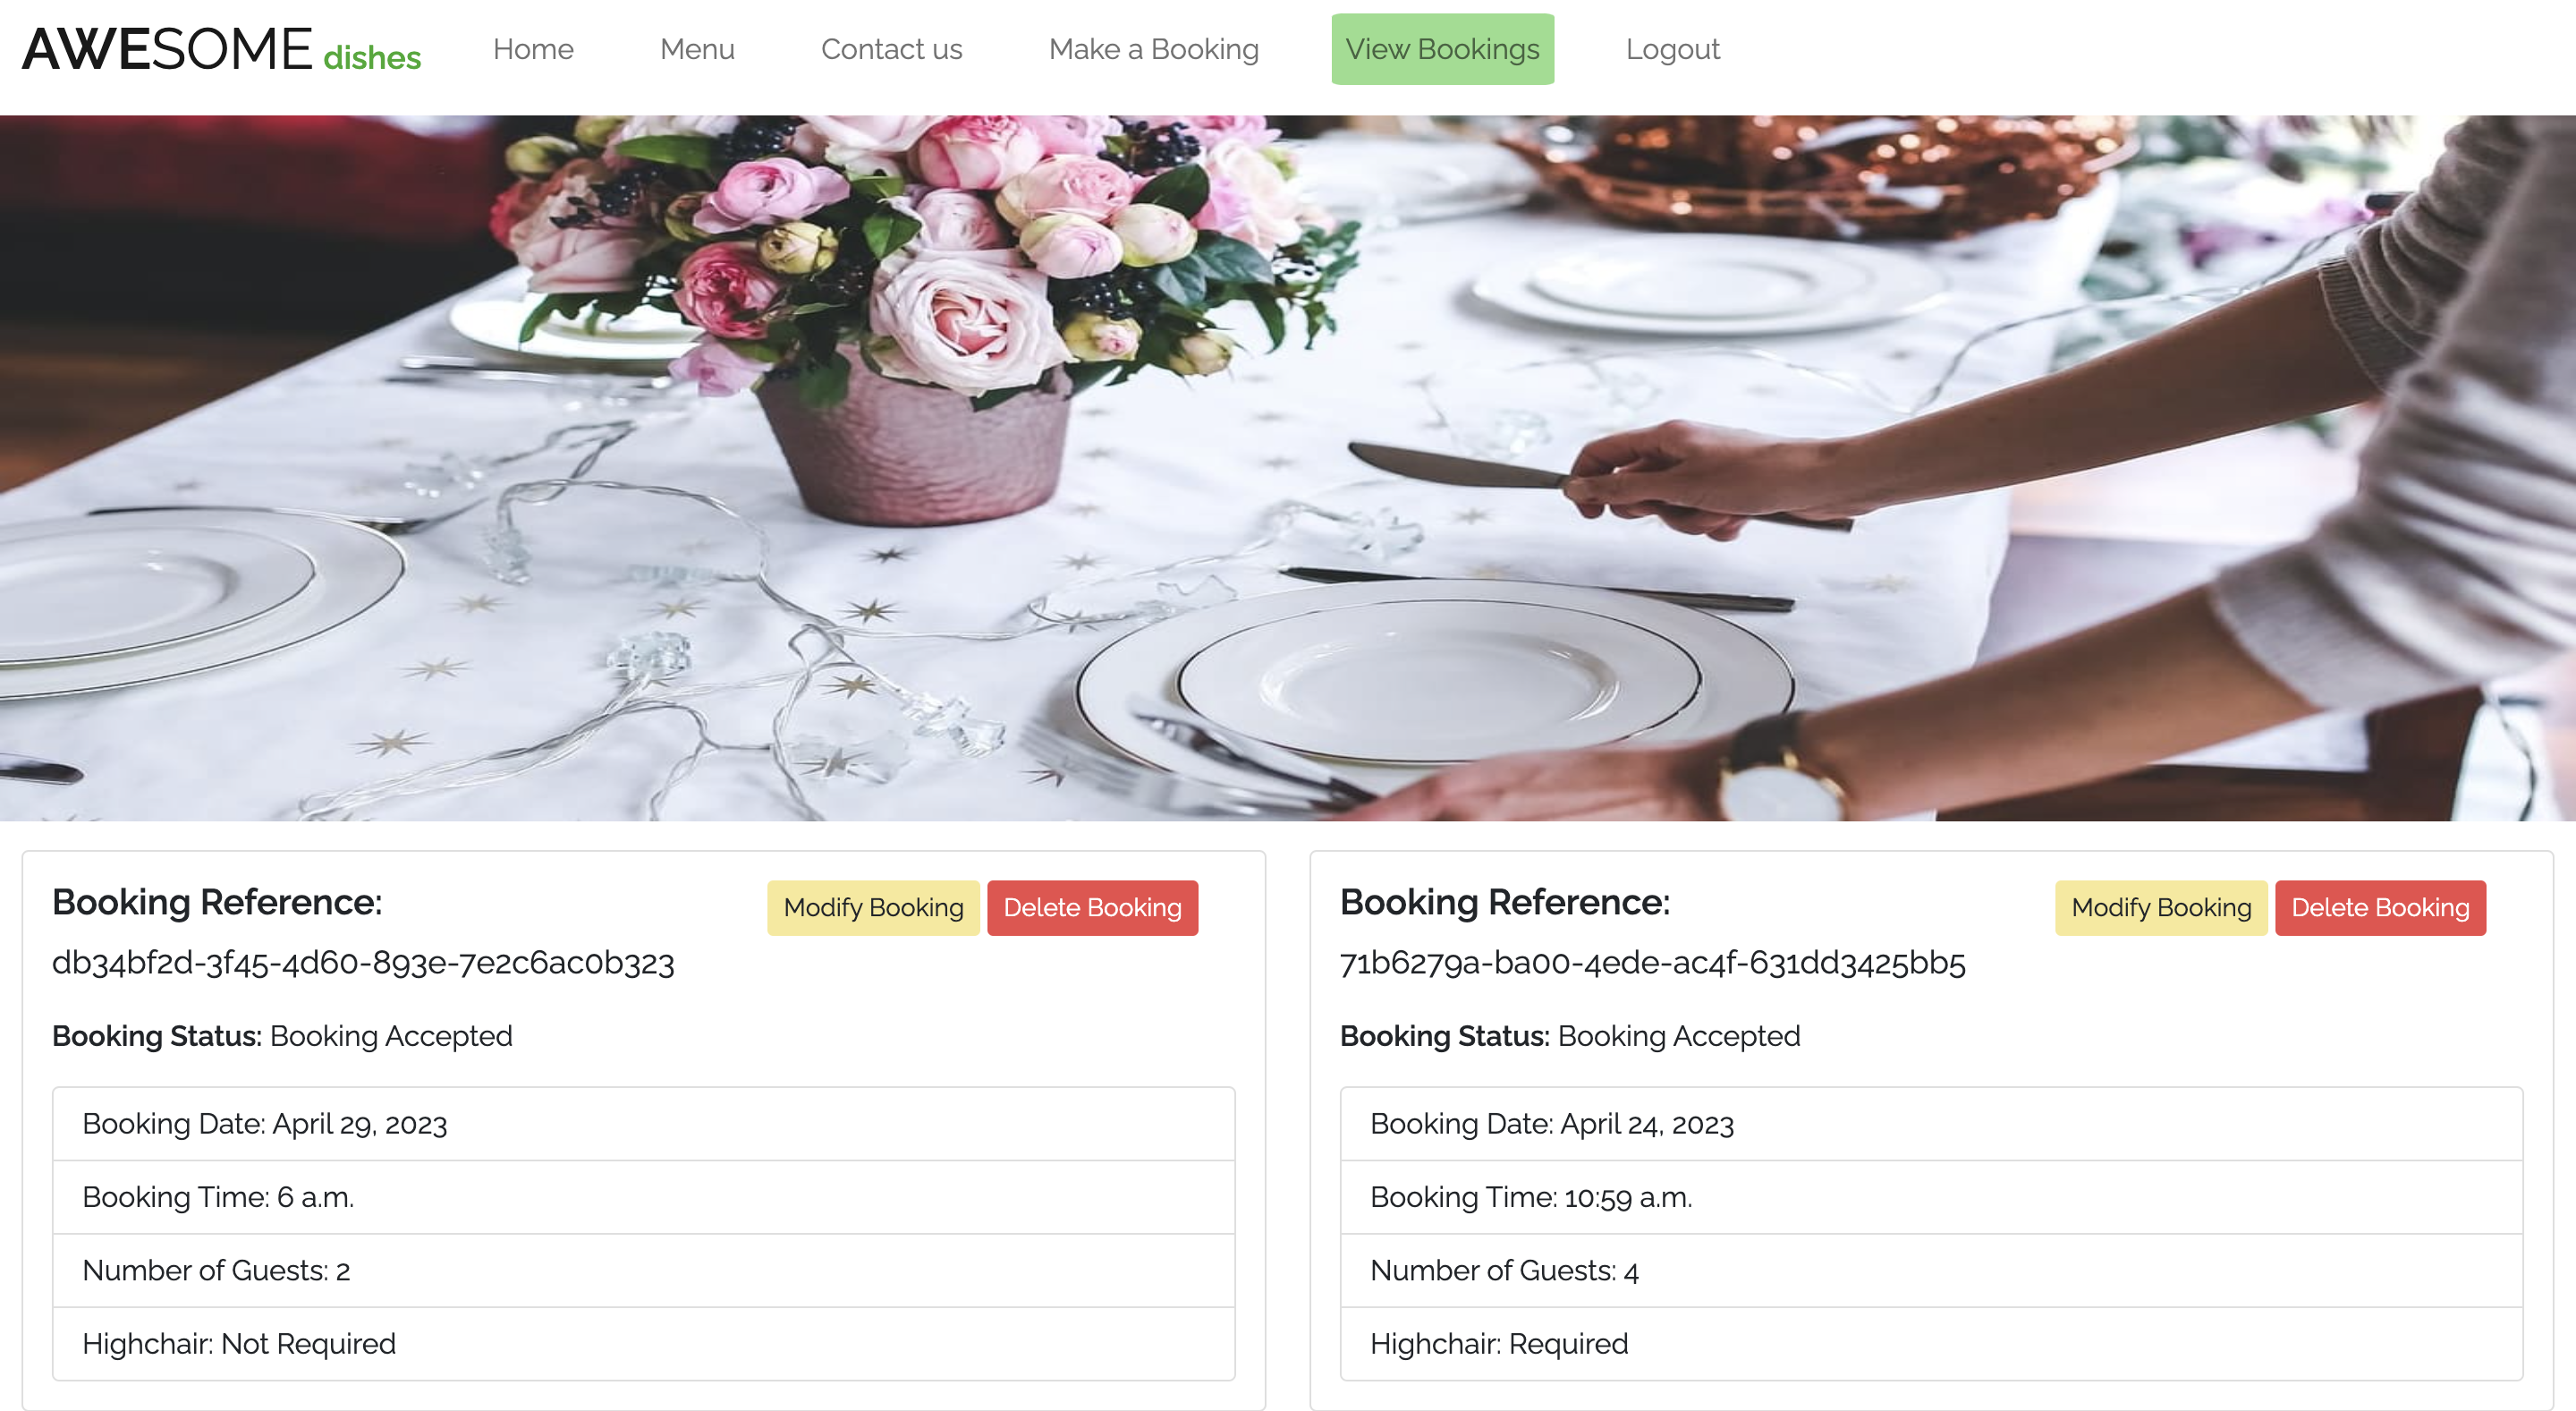 AWESOME dishes Home Menu Contact us Make a Booking View Bookings Logout
Booking Reference: Modify Booking Delete Booking
db34bf2d-3f45-4d60-893e-7e2c6ac0b323
Booking Status: Booking Accepted
Booking Date: April 29, 2023
Booking Time: 6 a.m.
Number of Guests: 2
Highchair: Not Required
Booking Reference: Modify Booking Delete Booking
71b6279a-ba00-4ede-ac4f-631dd3425bb5
Booking Status: Booking Accepted
Booking Date: April 24, 2023
Booking Time: 10:59 a.m.
Number of Guests: 4
Highchair: Required